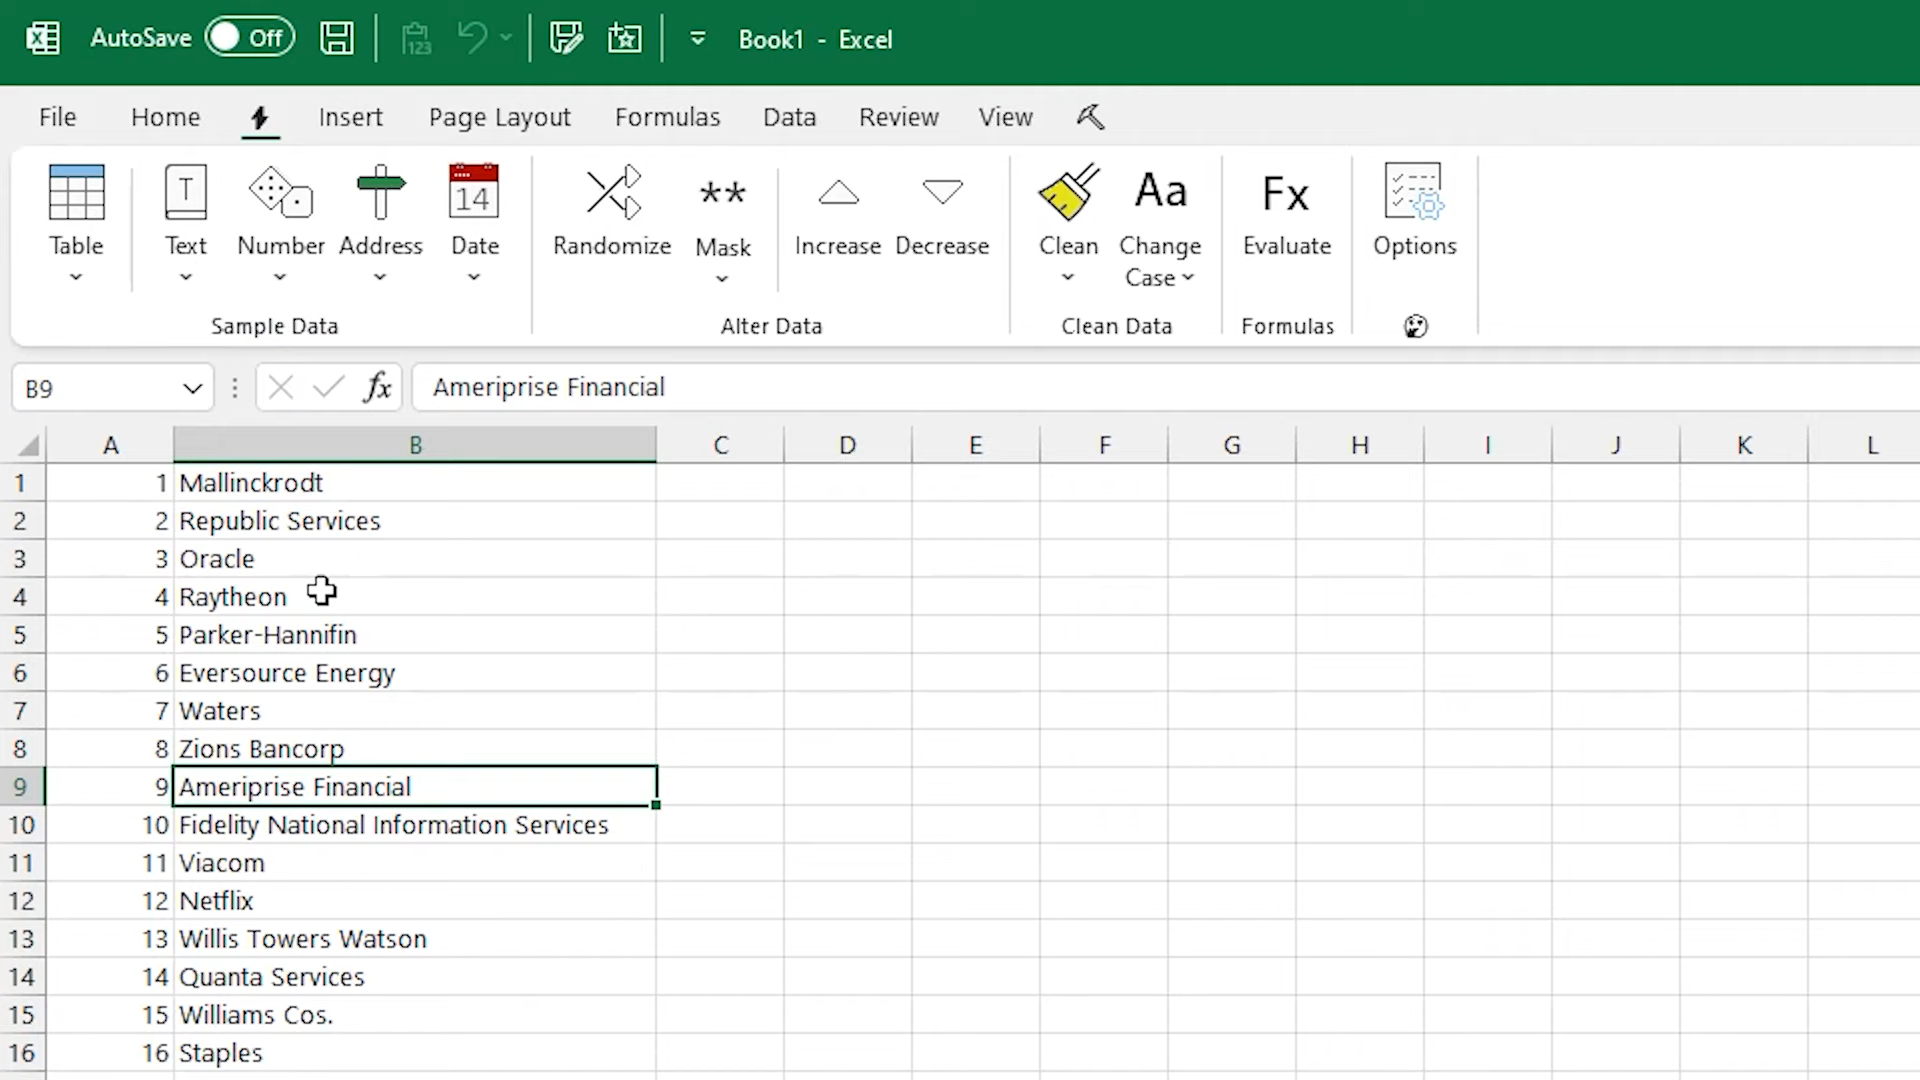 AutoSave Off 123 Book1 - Excel
File Home Insert Page Layout Formulas Data Review View
T 14 ** Aa Fx
Table Text Number Address Date Randomize Mask Increase Decrease Clean Change Case Evaluate Options
Sample Data Alter Data Clean Data Formulas
B9 fx Ameriprise Financial
A B C D E F G H I J K L
1 1 Mallinckrodt
2 2 Republic Services
3 3 Oracle
4 4 Raytheon
5 5 Parker-Hannifin
6 6 Eversource Energy
7 7 Waters
8 8 Zions Bancorp
9 9 Ameriprise Financial
10 10 Fidelity National Information Services
11 11 Viacom
12 12 Netflix
13 13 Willis Towers Watson
14 14 Quanta Services
15 15 Williams Cos.
16 16 Staples